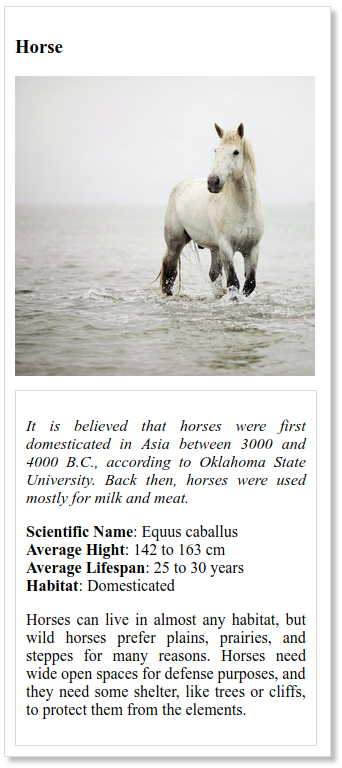 Horse
It is believed that horses were first
domesticated in Asia between 3000 and
4000 B.C., according to Oklahoma State
University. Back then, horses were used
mostly for milk and meat.
Scientific Name: Equus caballus
Average Hight: 142 to 163 cm
Average Lifespan: 25 to 30 years
Habitat: Domesticated
Horses can live in almost any habitat, but
wild horses prefer plains, prairies, and
steppes for many reasons. Horses need
wide open spaces for defense purposes, and
they need some shelter, like trees or cliffs,
to protect them from the elements.